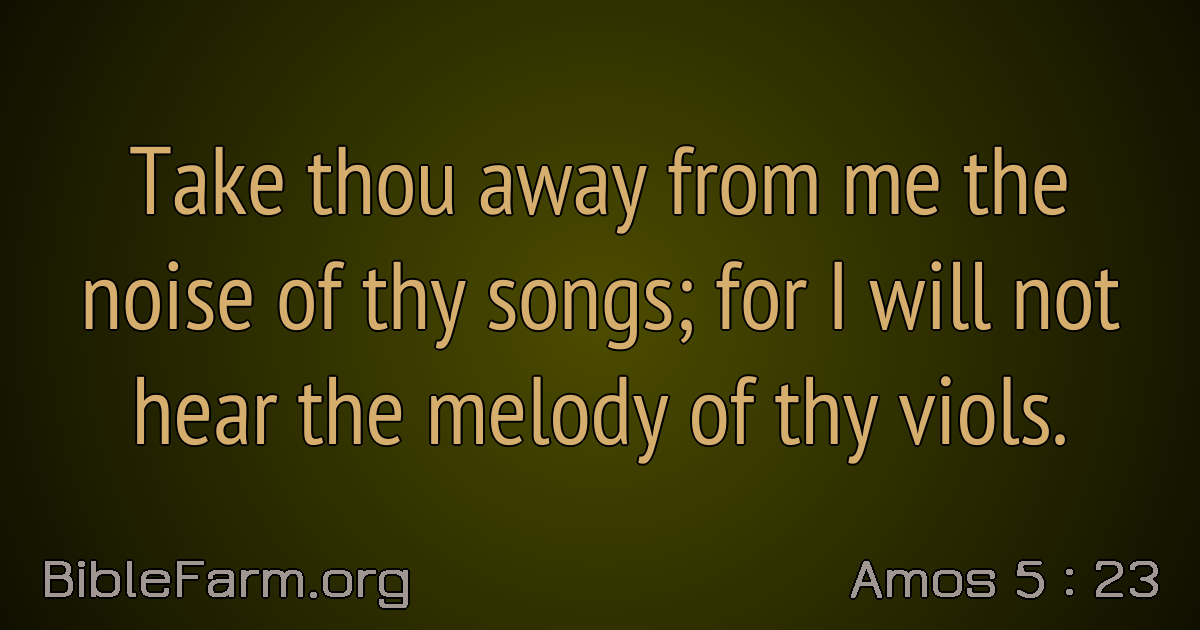 Take thou away from me the
noise of thy songs; for I will not
hear the melody of thy viols.
BibleFarm.org
Amos 5 : 23